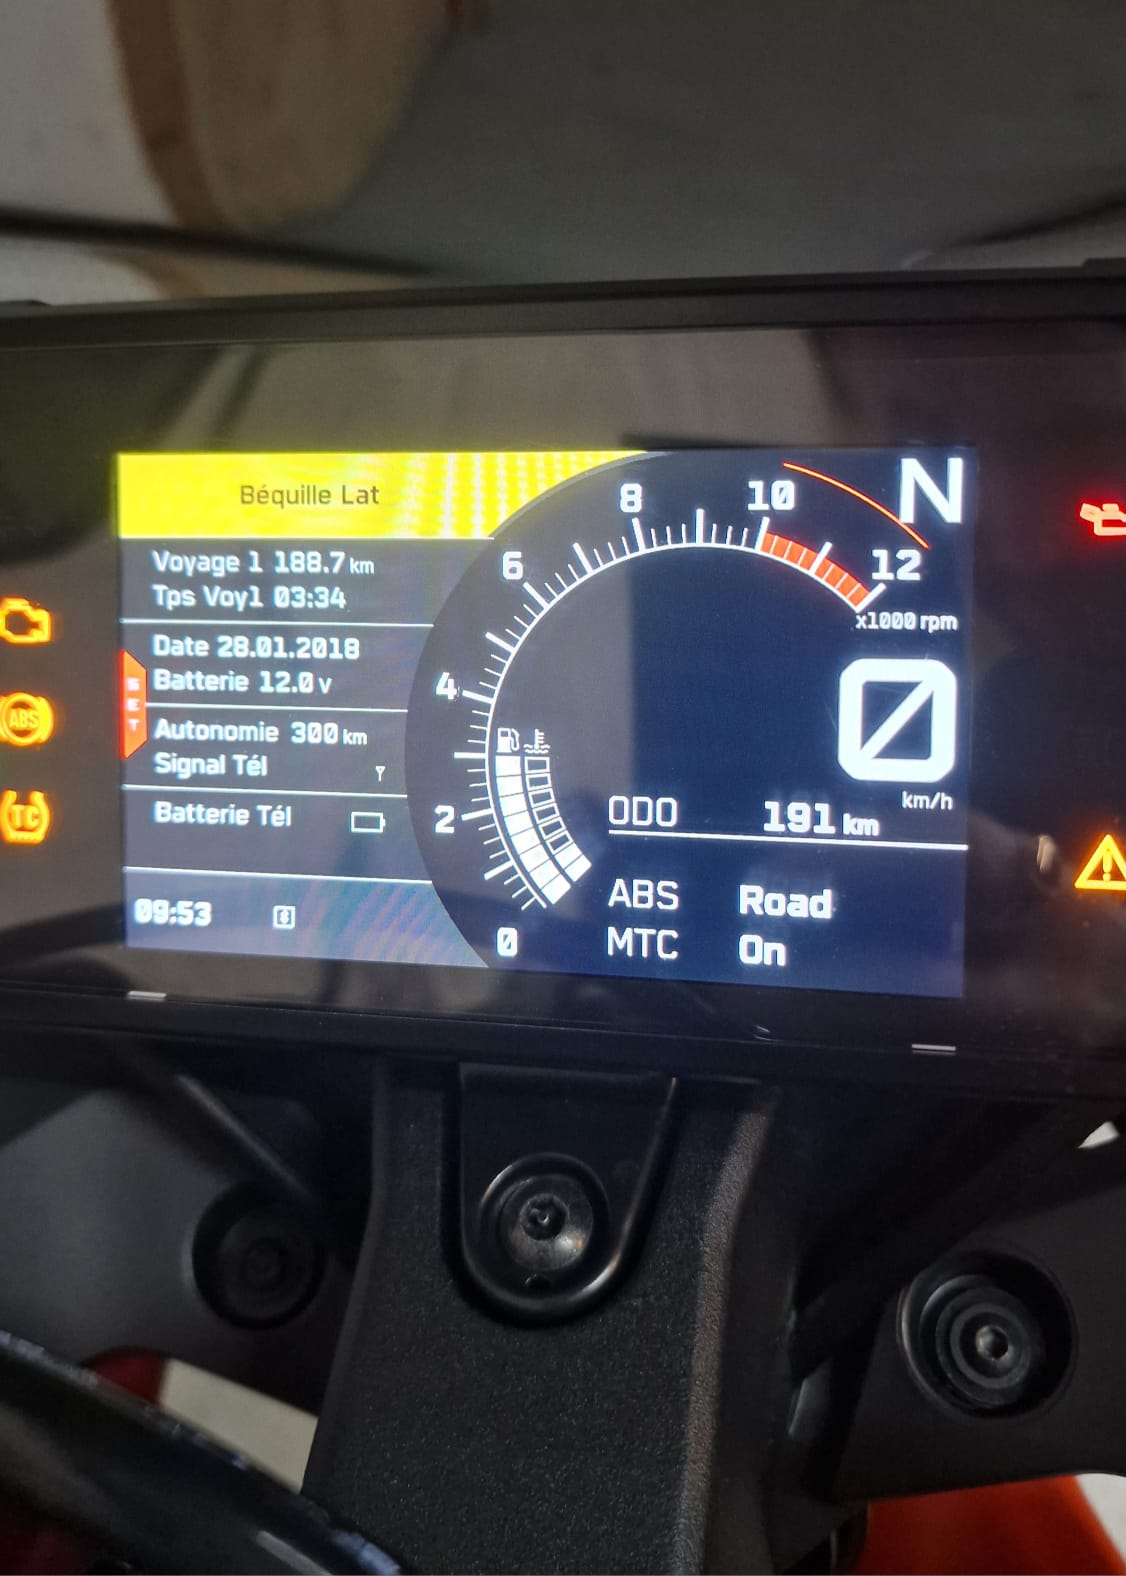 Béquille Lat
Voyage 1 188.7 km
Tps Voy1 03:34
Date 28.01.2018
Batterie 12.0 V
Autonomie 300 km
Signal Tél
Batterie Tél
09:53
SET
ABS
TC
0
2
4
6
8
10
12
x1000 rpm
N
0
km/h
ODO 191 km
ABS Road
MTC On